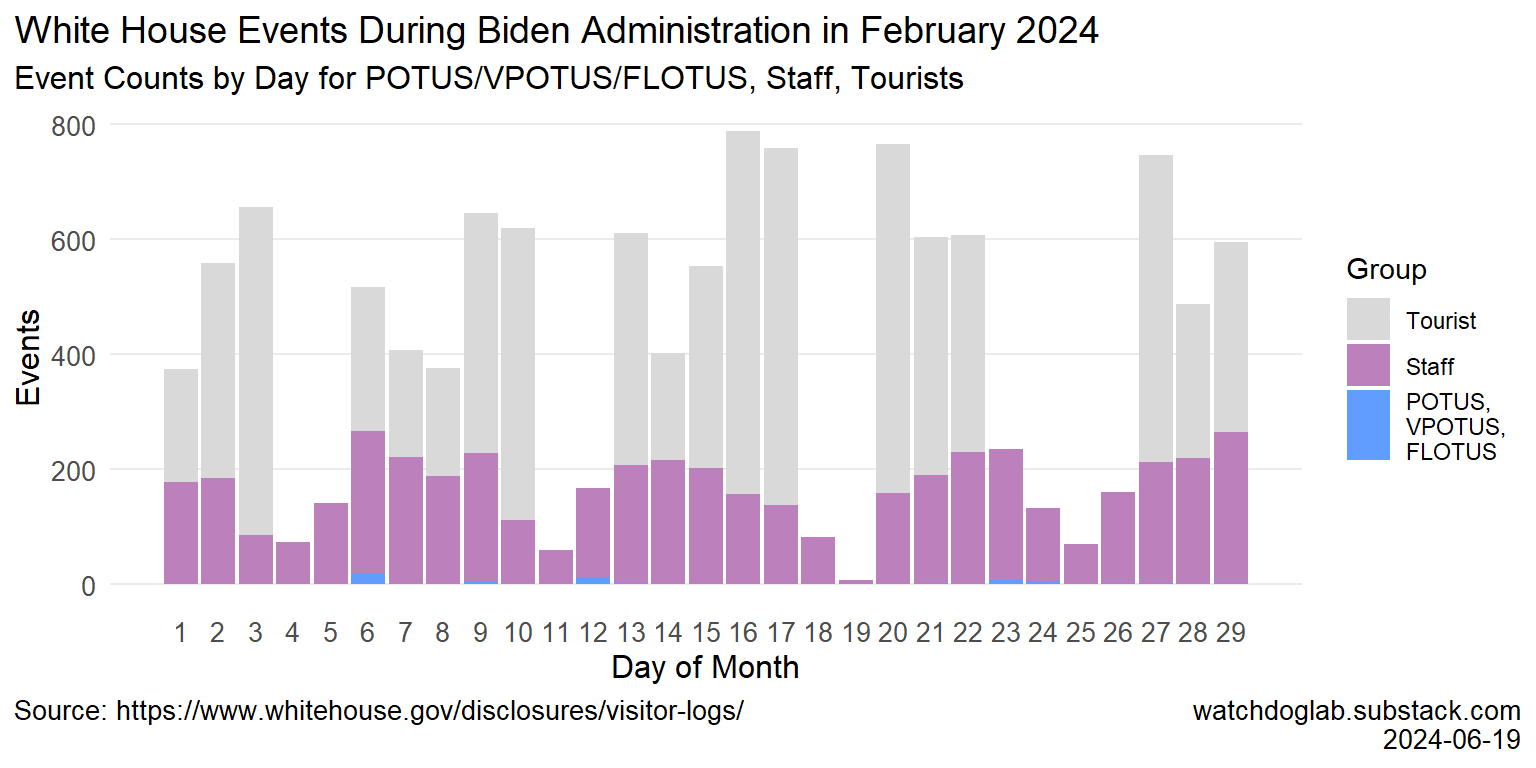 White House Events During Biden Administration in February 2024
Event Counts by Day for POTUS/VPOTUS/FLOTUS, Staff, Tourists
800
600
400
200
0
Events
1 2 3 4 5 6 7 8 9 10 11 12 13 14 15 16 17 18 19 20 21 22 23 24 25 26 27 28 29
Day of Month
Group
Tourist
Staff
POTUS,
VPOTUS,
FLOTUS
Source: https://www.whitehouse.gov/disclosures/visitor-logs/
watchdoglab.substack.com
2024-06-19